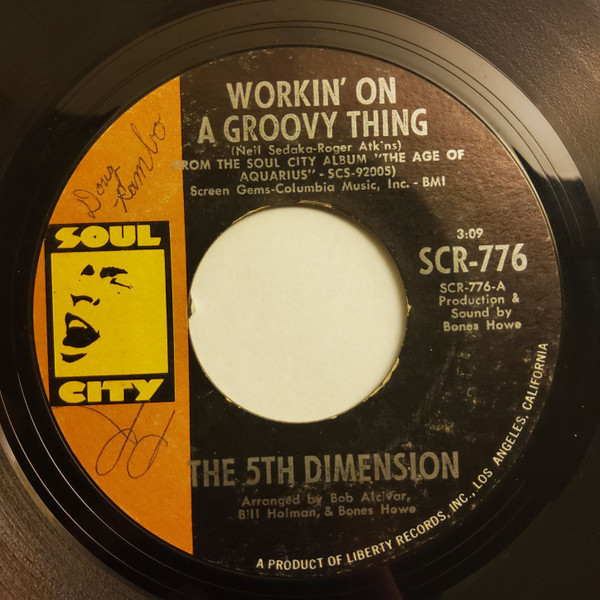 WORKIN' ON
A GROOVY THING
(Neil Sedaka-Roger Atkins)
FROM THE SOUL CITY ALBUM "THE AGE OF
AQUARIUS" - SCS-92005)
Screen Gems-Columbia Music, Inc. - BMI
Doug
Rambo
SOUL
CITY
3:09
SCR-776
SCR-776-A
Production &
Sound by
Bones Howe
THE 5TH DIMENSION
Arranged by Bob Alcivar,
Bill Holman, & Bones Howe
A PRODUCT OF LIBERTY RECORDS, INC., LOS ANGELES, CALIFORNIA